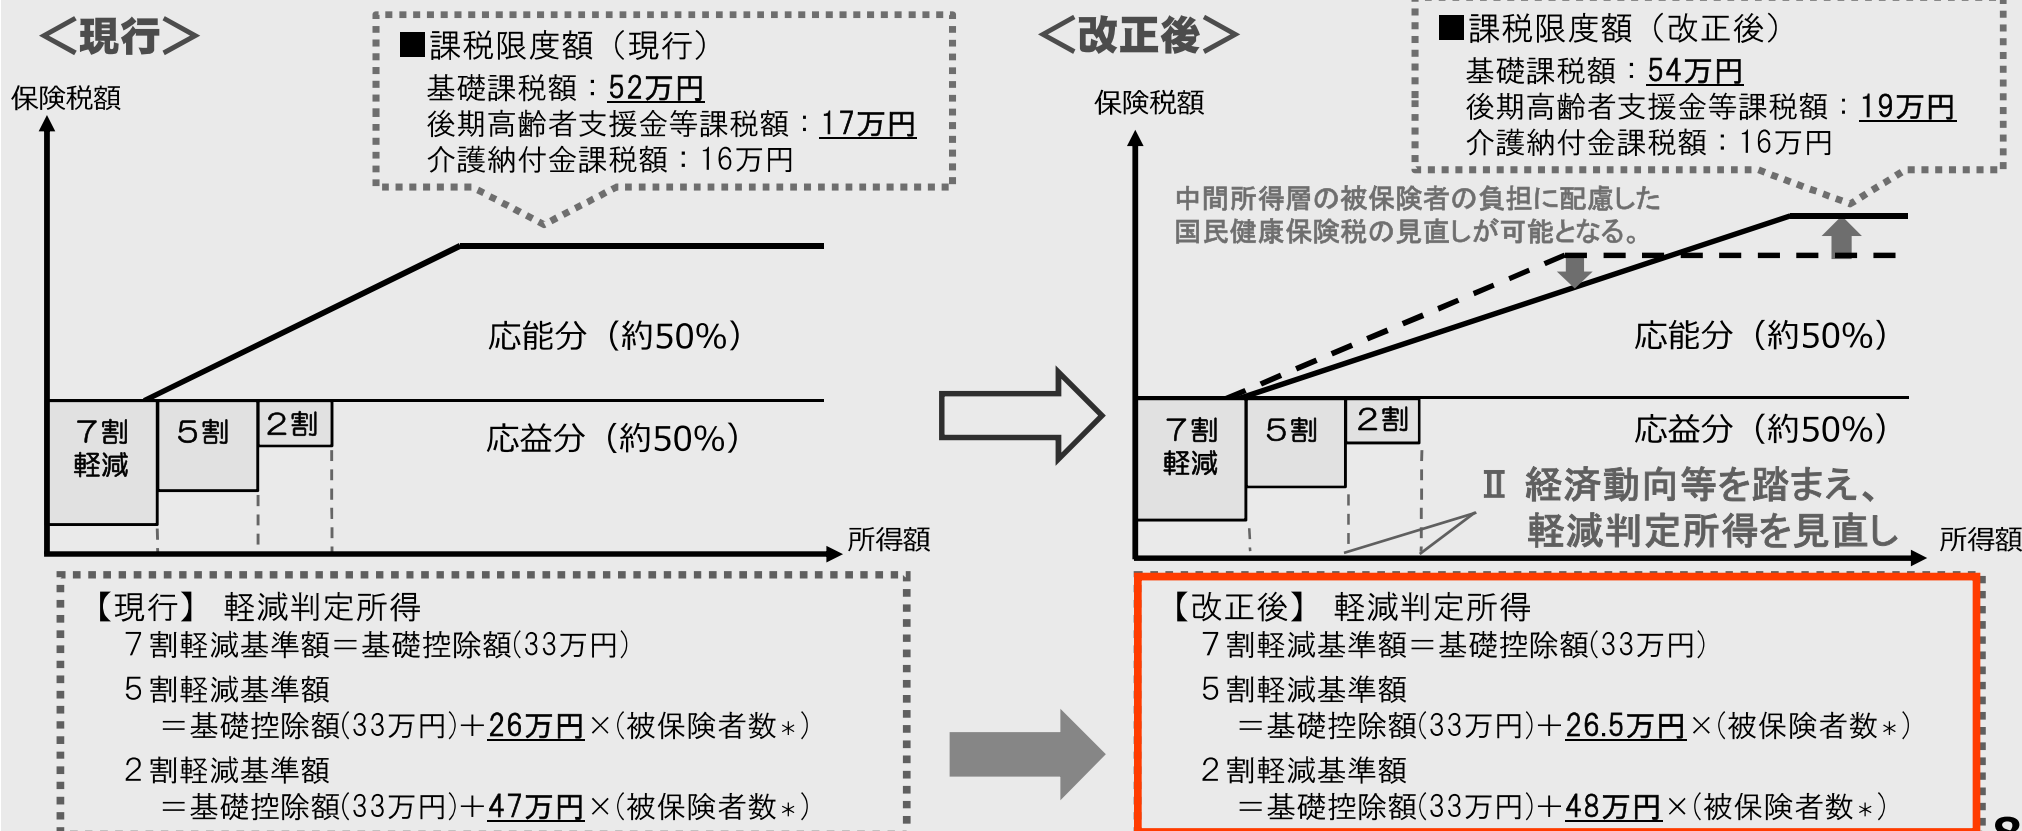 ＜現行＞
■課税限度額（現行）
基礎課税額：52万円
後期高齢者支援金等課税額：17万円
介護納付金課税額：16万円
保険税額
応能分（約50%）
７割
軽減
５割
２割
応益分（約50%）
所得額
【現行】 軽減判定所得
７割軽減基準額＝基礎控除額(33万円)
５割軽減基準額
＝基礎控除額(33万円)＋26万円×(被保険者数*)
２割軽減基準額
＝基礎控除額(33万円)＋47万円×(被保険者数*)
＜改正後＞
■課税限度額（改正後）
基礎課税額：54万円
後期高齢者支援金等課税額：19万円
介護納付金課税額：16万円
保険税額
中間所得層の被保険者の負担に配慮した
国民健康保険税の見直しが可能となる。
応能分（約50%）
７割
軽減
５割
２割
応益分（約50%）
Ⅱ 経済動向等を踏まえ、
軽減判定所得を見直し
所得額
【改正後】 軽減判定所得
７割軽減基準額＝基礎控除額(33万円)
５割軽減基準額
＝基礎控除額(33万円)＋26.5万円×(被保険者数*)
２割軽減基準額
＝基礎控除額(33万円)＋48万円×(被保険者数*)